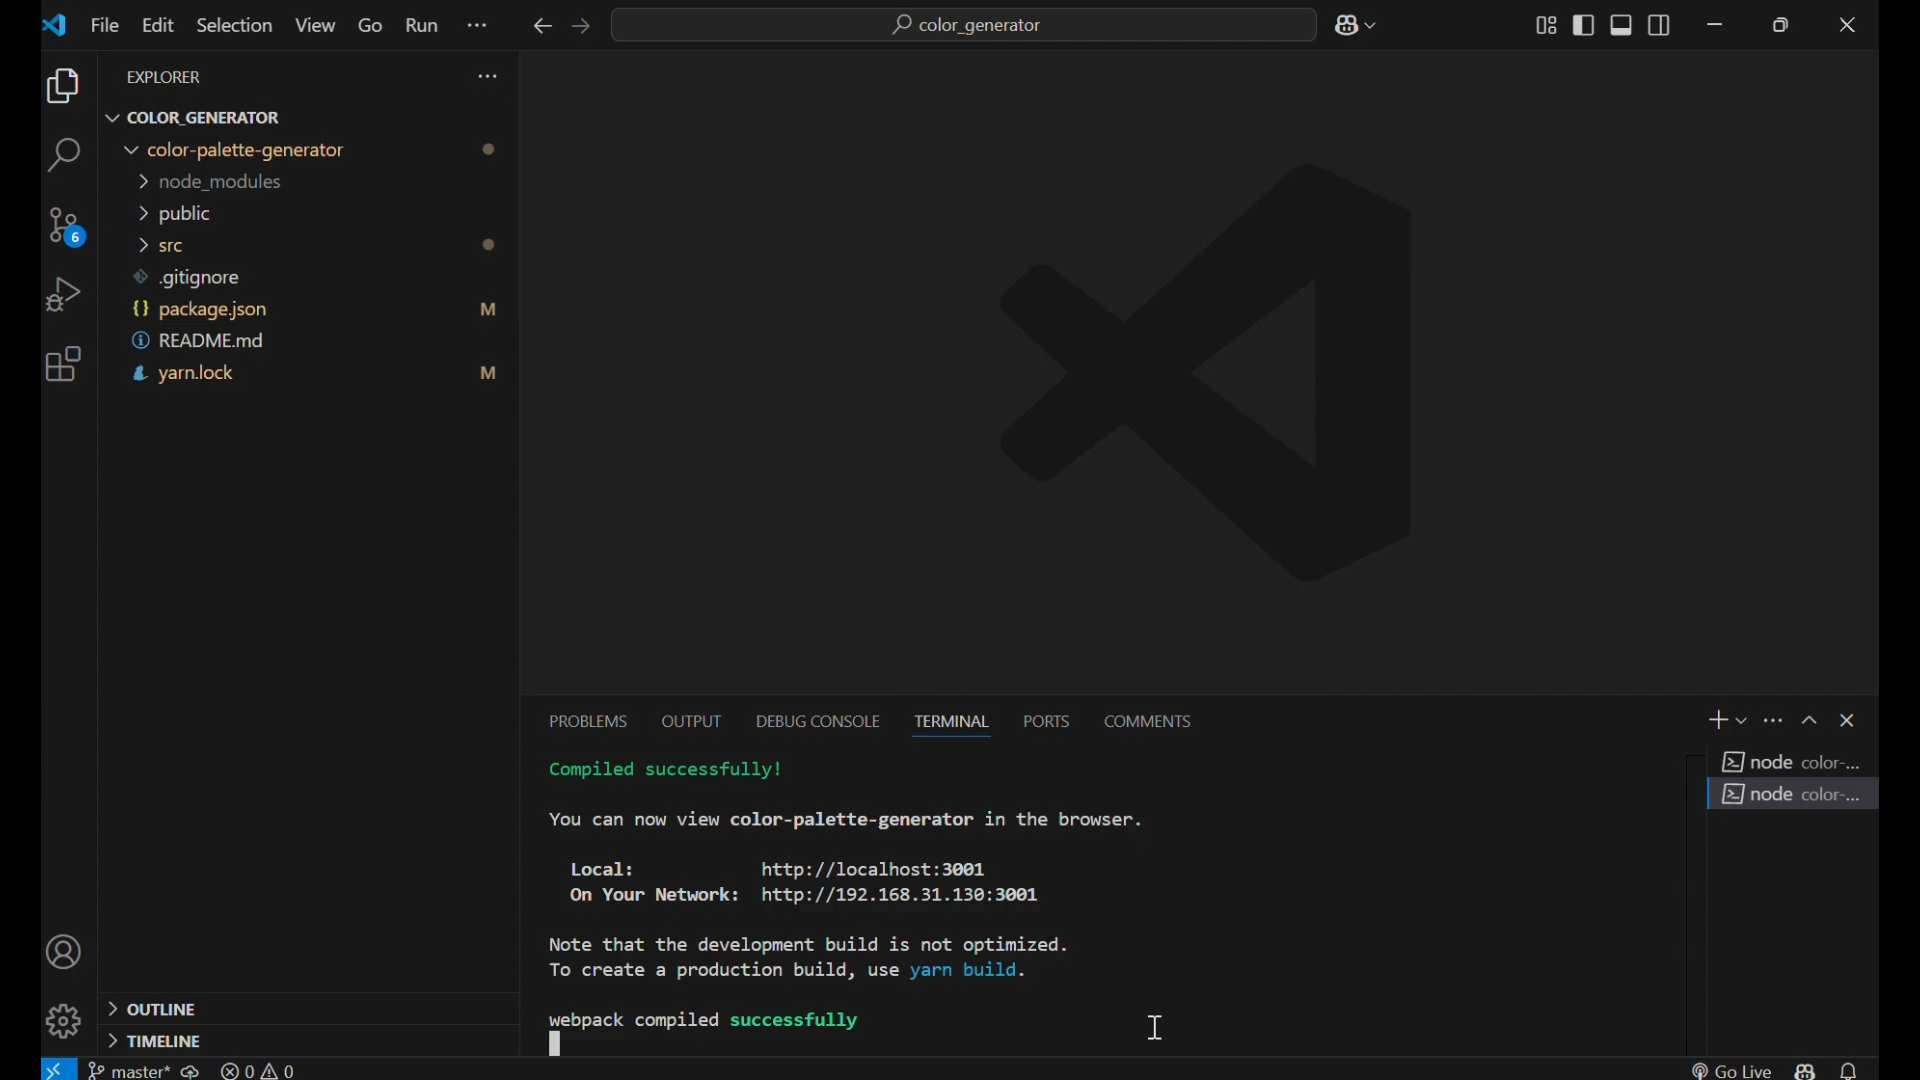 File Edit Selection View Go Run ···
color_generator
EXPLORER ···
COLOR_GENERATOR
color-palette-generator
node_modules
public
src
.gitignore
package.json M
README.md
yarn.lock M
6
OUTLINE
TIMELINE
PROBLEMS OUTPUT DEBUG CONSOLE TERMINAL PORTS COMMENTS
Compiled successfully!
You can now view color-palette-generator in the browser.
Local: http://localhost:3001
On Your Network: http://192.168.31.130:3001
Note that the development build is not optimized.
To create a production build, use yarn build.
webpack compiled successfully
node color-...
node color-...
master* 0 0
Go Live